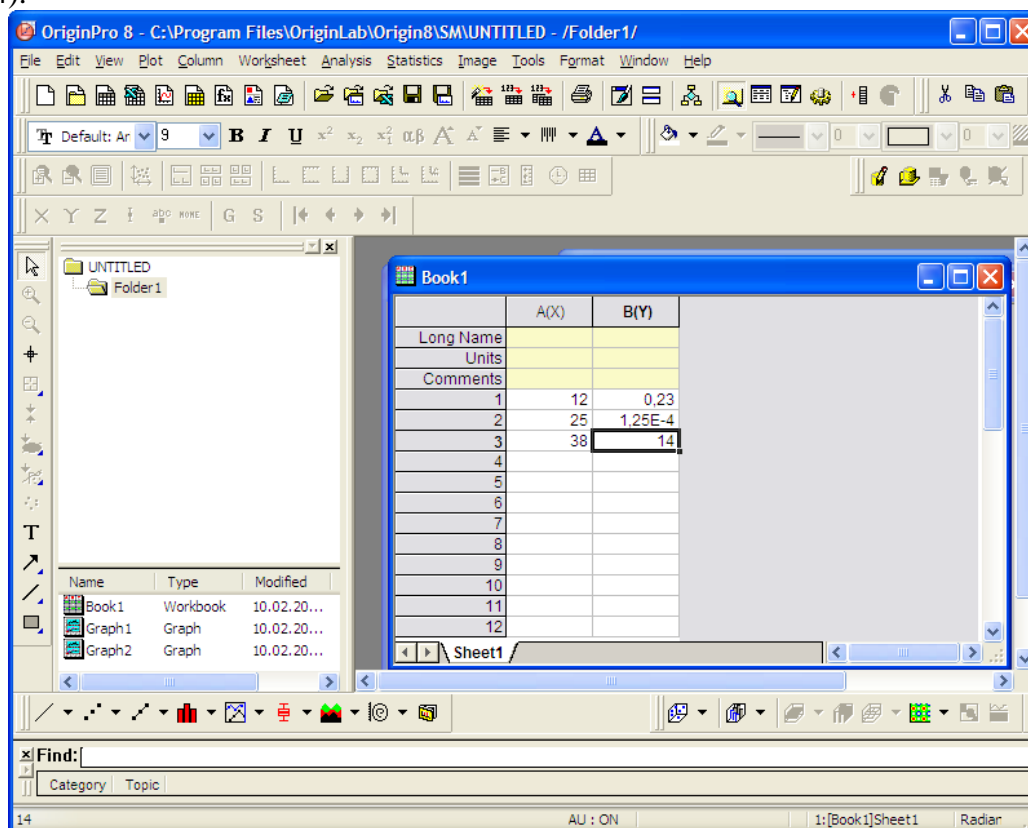 OriginPro 8 - C:\Program Files\OriginLab\Origin8\SM\UNTITLED - /Folder1/
File Edit View Plot Column Worksheet Analysis Statistics Image Tools Format Window Help
Default: Ar 9 B I U αβ 0 0
X Y Z abc NONE G S
UNTITLED
Folder1
Name Type Modified
Book1 Workbook 10.02.20...
Graph1 Graph 10.02.20...
Graph2 Graph 10.02.20...
Book1
A(X) B(Y)
Long Name
Units
Comments
1 12 0,23
2 25 1,25E-4
3 38 14
4
5
6
7
8
9
10
11
12
Sheet1
T
Find:
Category Topic
14 AU : ON 1:[Book1]Sheet1 Radian